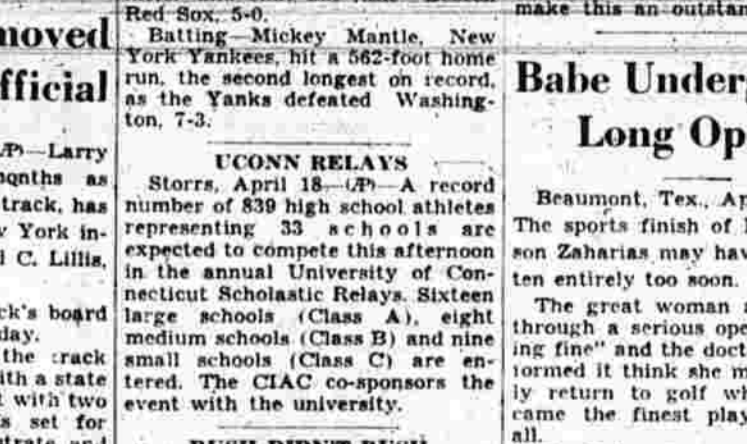 moved
fficial
(AP)—Larry
months as
track, has
York in-
C. Lillis,
ck's board
day.
the track
ith a state
with two
s set for
Red Sox, 5-0.
Batting—Mickey Mantle, New
York Yankees, hit a 562-foot home
run, the second longest on record,
as the Yanks defeated Washing-
ton, 7-3.
UCONN RELAYS
Storrs, April 18—(AP)—A record
number of 839 high school athletes
representing 33 schools are
expected to compete this afternoon
in the annual University of Con-
necticut Scholastic Relays. Sixteen
large schools (Class A), eight
medium schools (Class B) and nine
small schools (Class C) are en-
tered. The CIAC co-sponsors the
event with the university.
make this an outstan
Babe Under
Long Op
Beaumont, Tex., Ap
The sports finish of
son Zaharias may hav
ten entirely too soon.
The great woman
through a serious ope
ing fine" and the doct
formed it think she m
ly return to golf wh
came the finest play
all.